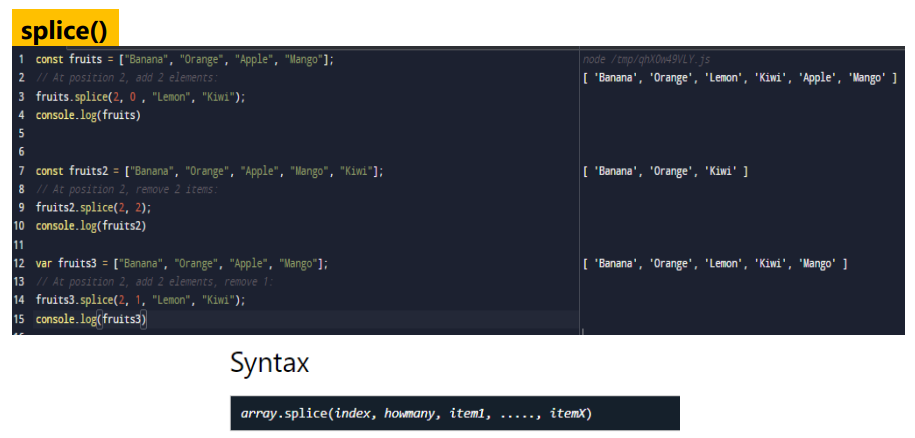 splice()
1 const fruits = ["Banana", "Orange", "Apple", "Mango"];
node /tmp/qhXOw49VLY.js
2 // At position 2, add 2 elements:
[ 'Banana', 'Orange', 'Lemon', 'Kiwi', 'Apple', 'Mango' ]
3 fruits.splice(2, 0 , "Lemon", "Kiwi");
4 console.log(fruits)
5
6
7 const fruits2 = ["Banana", "Orange", "Apple", "Mango", "Kiwi"];
[ 'Banana', 'Orange', 'Kiwi' ]
8 // At position 2, remove 2 items:
9 fruits2.splice(2, 2);
10 console.log(fruits2)
11
12 var fruits3 = ["Banana", "Orange", "Apple", "Mango"];
[ 'Banana', 'Orange', 'Lemon', 'Kiwi', 'Mango' ]
13 // At position 2, add 2 elements, remove 1:
14 fruits3.splice(2, 1, "Lemon", "Kiwi");
15 console.log(fruits3)
Syntax
array.splice(index, howmany, item1, ....., itemX)